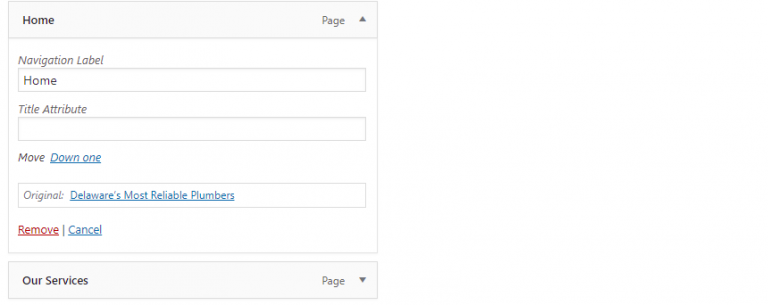 Home Page
Navigation Label
Home
Title Attribute
Move Down one
Original: Delaware's Most Reliable Plumbers
Remove | Cancel
Our Services Page